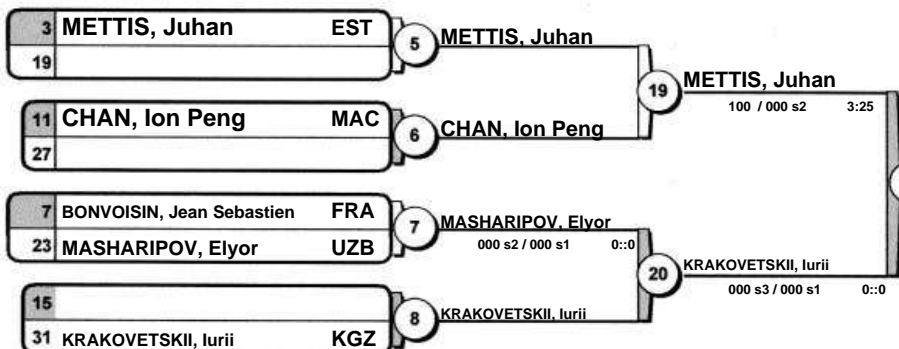 3 METTIS, Juhan EST
19
5
METTIS, Juhan
11 CHAN, Ion Peng MAC
27
6
CHAN, Ion Peng
19
METTIS, Juhan
100 / 000 s2 3:25
7 BONVOISIN, Jean Sebastien FRA
23 MASHARIPOV, Elyor UZB
7
MASHARIPOV, Elyor
000 s2 / 000 s1 0::0
15
31 KRAKOVETSKII, Iurii KGZ
8
KRAKOVETSKII, Iurii
20
KRAKOVETSKII, Iurii
000 s3 / 000 s1 0::0